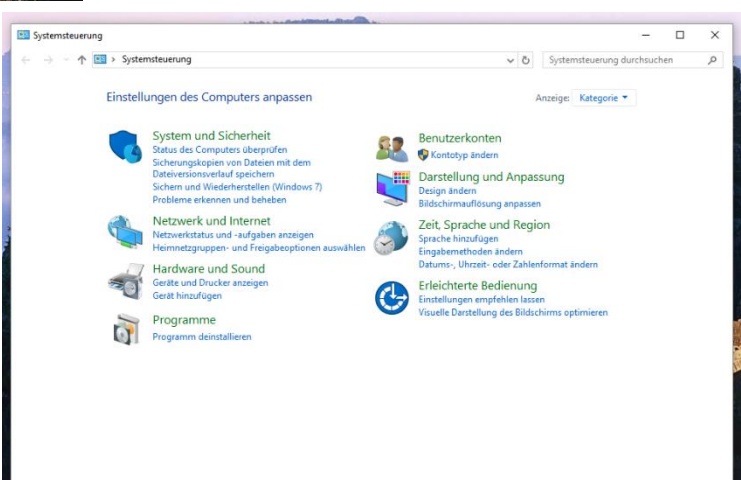 Systemsteuerung
Systemsteuerung
Systemsteuerung durchsuchen
Einstellungen des Computers anpassen
Anzeige: Kategorie
System und Sicherheit
Status des Computers überprüfen
Sicherungskopien von Dateien mit dem
Dateiversionsverlauf speichern
Sichern und Wiederherstellen (Windows 7)
Probleme erkennen und beheben
Netzwerk und Internet
Netzwerkstatus und -aufgaben anzeigen
Heimnetzgruppen- und Freigabeoptionen auswählen
Hardware und Sound
Geräte und Drucker anzeigen
Gerät hinzufügen
Programme
Programm deinstallieren
Benutzerkonten
Kontotyp ändern
Darstellung und Anpassung
Design ändern
Bildschirmauflösung anpassen
Zeit, Sprache und Region
Sprache hinzufügen
Eingabemethoden ändern
Datums-, Uhrzeit- oder Zahlenformat ändern
Erleichterte Bedienung
Einstellungen empfehlen lassen
Visuelle Darstellung des Bildschirms optimieren